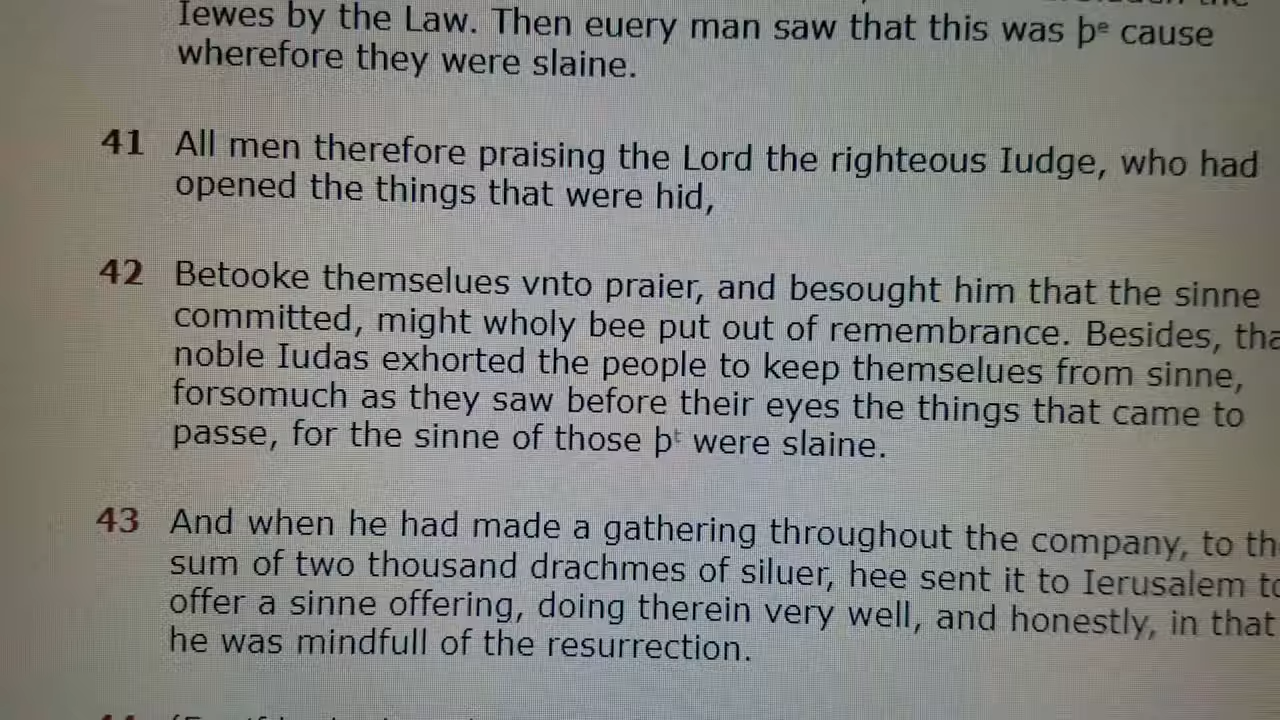 Iewes by the Law. Then euery man saw that this was þᵉ cause
wherefore they were slaine.
41 All men therefore praising the Lord the righteous Iudge, who had
opened the things that were hid,
42 Betooke themselues vnto praier, and besought him that the sinne
committed, might wholy bee put out of remembrance. Besides, tha
noble Iudas exhorted the people to keep themselues from sinne,
forsomuch as they saw before their eyes the things that came to
passe, for the sinne of those þᵗ were slaine.
43 And when he had made a gathering throughout the company, to th
sum of two thousand drachmes of siluer, hee sent it to Ierusalem to
offer a sinne offering, doing therein very well, and honestly, in that
he was mindfull of the resurrection.